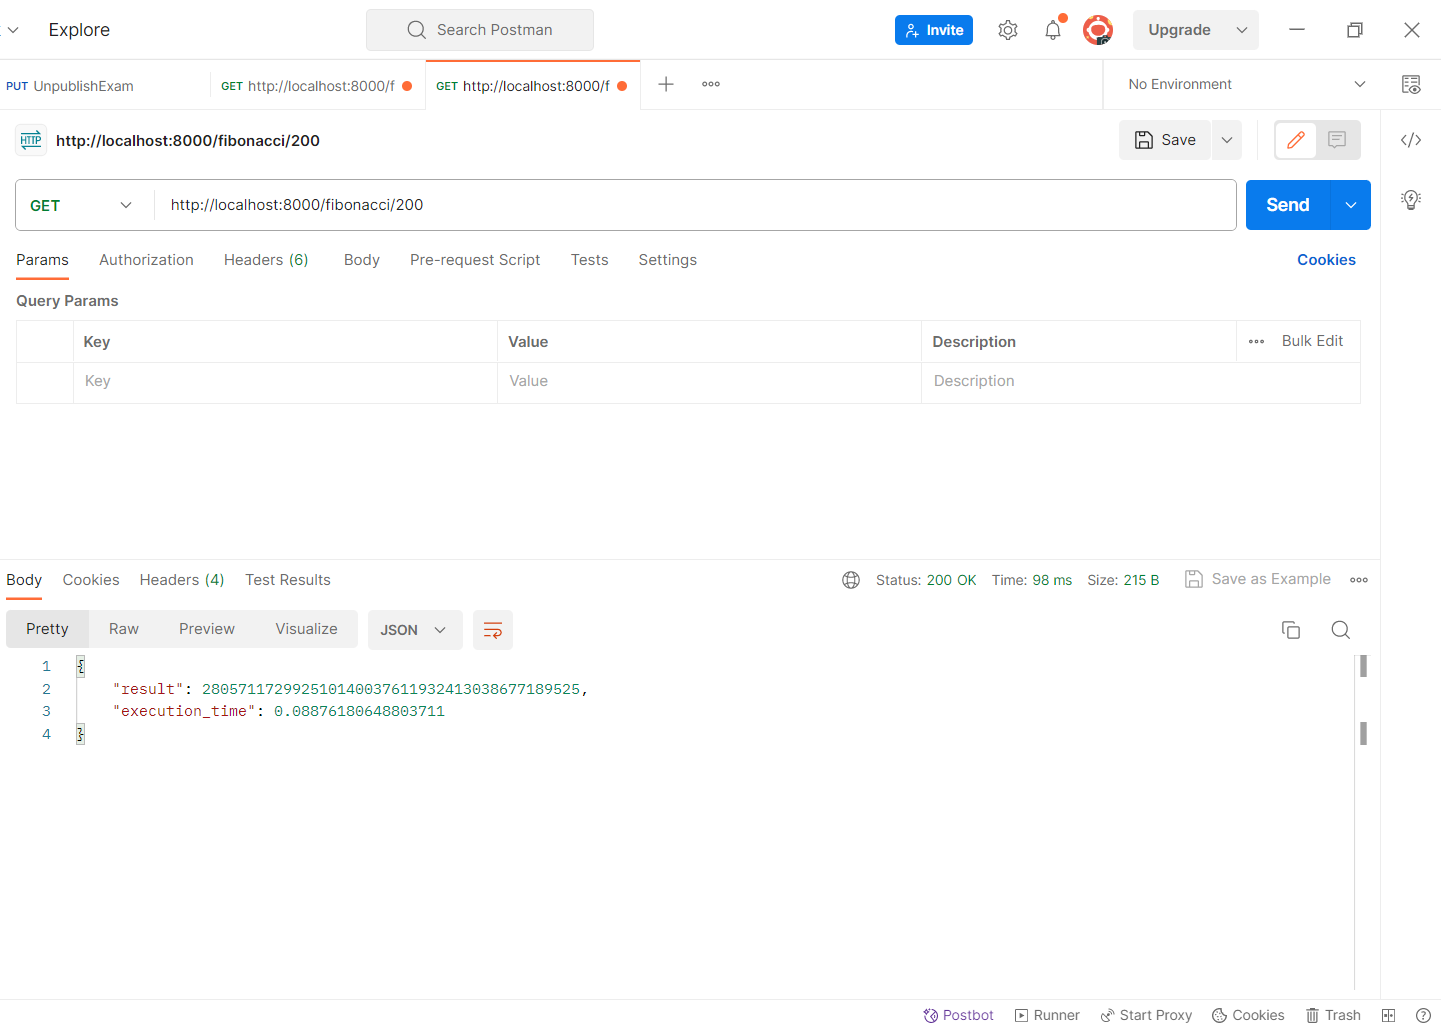 Explore
Search Postman
Invite
Upgrade
PUT UnpublishExam
GET http://localhost:8000/f
GET http://localhost:8000/f
No Environment
HTTP
http://localhost:8000/fibonacci/200
Save
GET
http://localhost:8000/fibonacci/200
Send
Params Authorization Headers (6) Body Pre-request Script Tests Settings Cookies
Query Params
Key Value Description Bulk Edit
Key Value Description
Body Cookies Headers (4) Test Results Status: 200 OK Time: 98 ms Size: 215 B Save as Example
Pretty Raw Preview Visualize JSON
1 {
2 "result": 280571172992510140037611932413038677189525,
3 "execution_time": 0.08876180648803711
4 }
Postbot Runner Start Proxy Cookies Trash